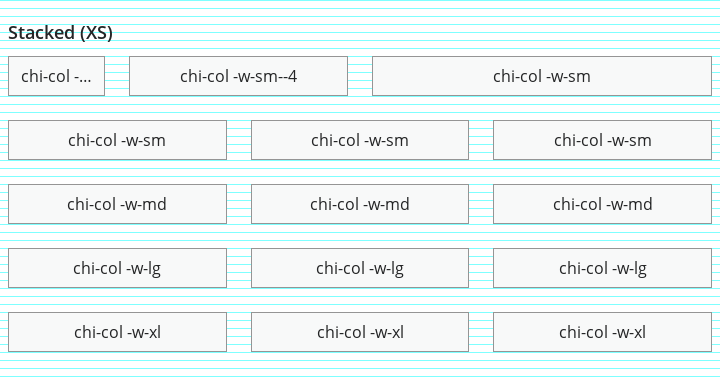 Stacked (XS)
chi-col -... chi-col -w-sm--4 chi-col -w-sm
chi-col -w-sm chi-col -w-sm chi-col -w-sm
chi-col -w-md chi-col -w-md chi-col -w-md
chi-col -w-lg chi-col -w-lg chi-col -w-lg
chi-col -w-xl chi-col -w-xl chi-col -w-xl